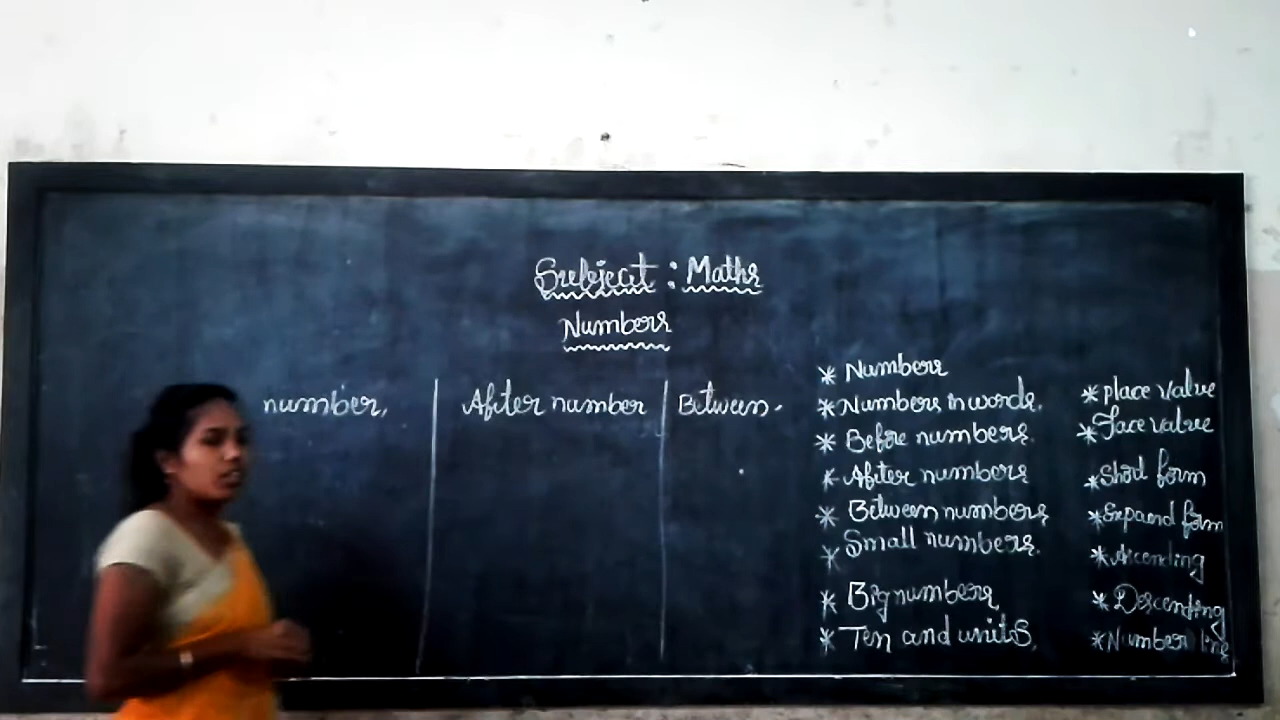 Subject : Maths
Numbers
number,
After number
Between.
* Numbers
* Numbers in words.
* Before numbers.
* After numbers
* Between numbers
* Small numbers.
* Big numbers
* Ten and units.
* place value
* Face value
* Short form
* Expand form
* Ascending
* Descending
* Number line